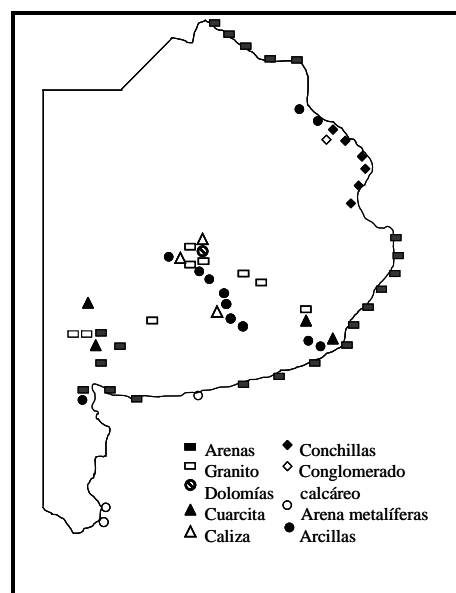 Arenas
Granito
Dolomías
Cuarcita
Caliza
Conchillas
Conglomerado
calcáreo
Arena metalíferas
Arcillas